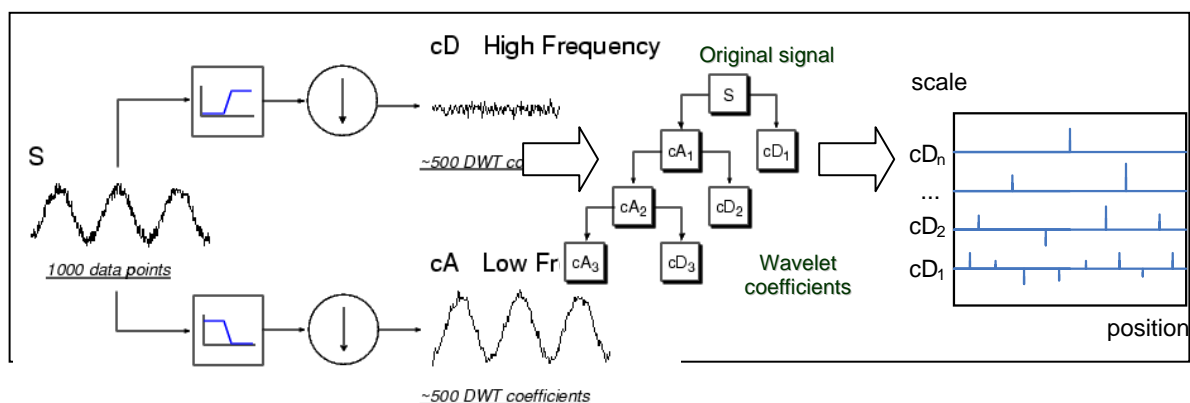 cD High Frequency
S
1000 data points
~500 DWT co
cA Low Fr
~500 DWT coefficients
Original signal
S
cA1 cD1
cA2 cD2
cA3 cD3
Wavelet
coefficients
scale
cDn
...
cD2
cD1
position